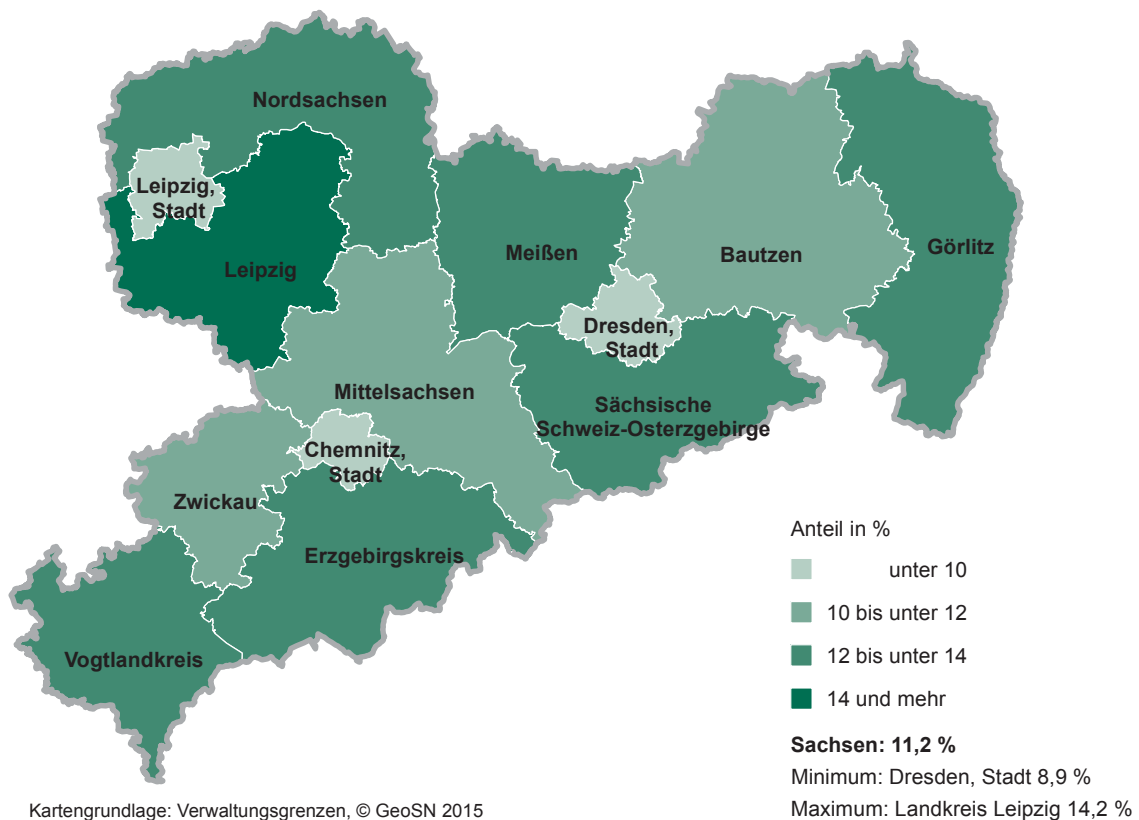 Nordsachsen
Leipzig,
Stadt
Leipzig
Meißen
Bautzen
Görlitz
Dresden,
Stadt
Mittelsachsen
Sächsische
Schweiz-Osterzgebirge
Chemnitz,
Stadt
Zwickau
Erzgebirgskreis
Vogtlandkreis
Anteil in %
unter 10
10 bis unter 12
12 bis unter 14
14 und mehr
Sachsen: 11,2 %
Minimum: Dresden, Stadt 8,9 %
Maximum: Landkreis Leipzig 14,2 %
Kartengrundlage: Verwaltungsgrenzen, © GeoSN 2015